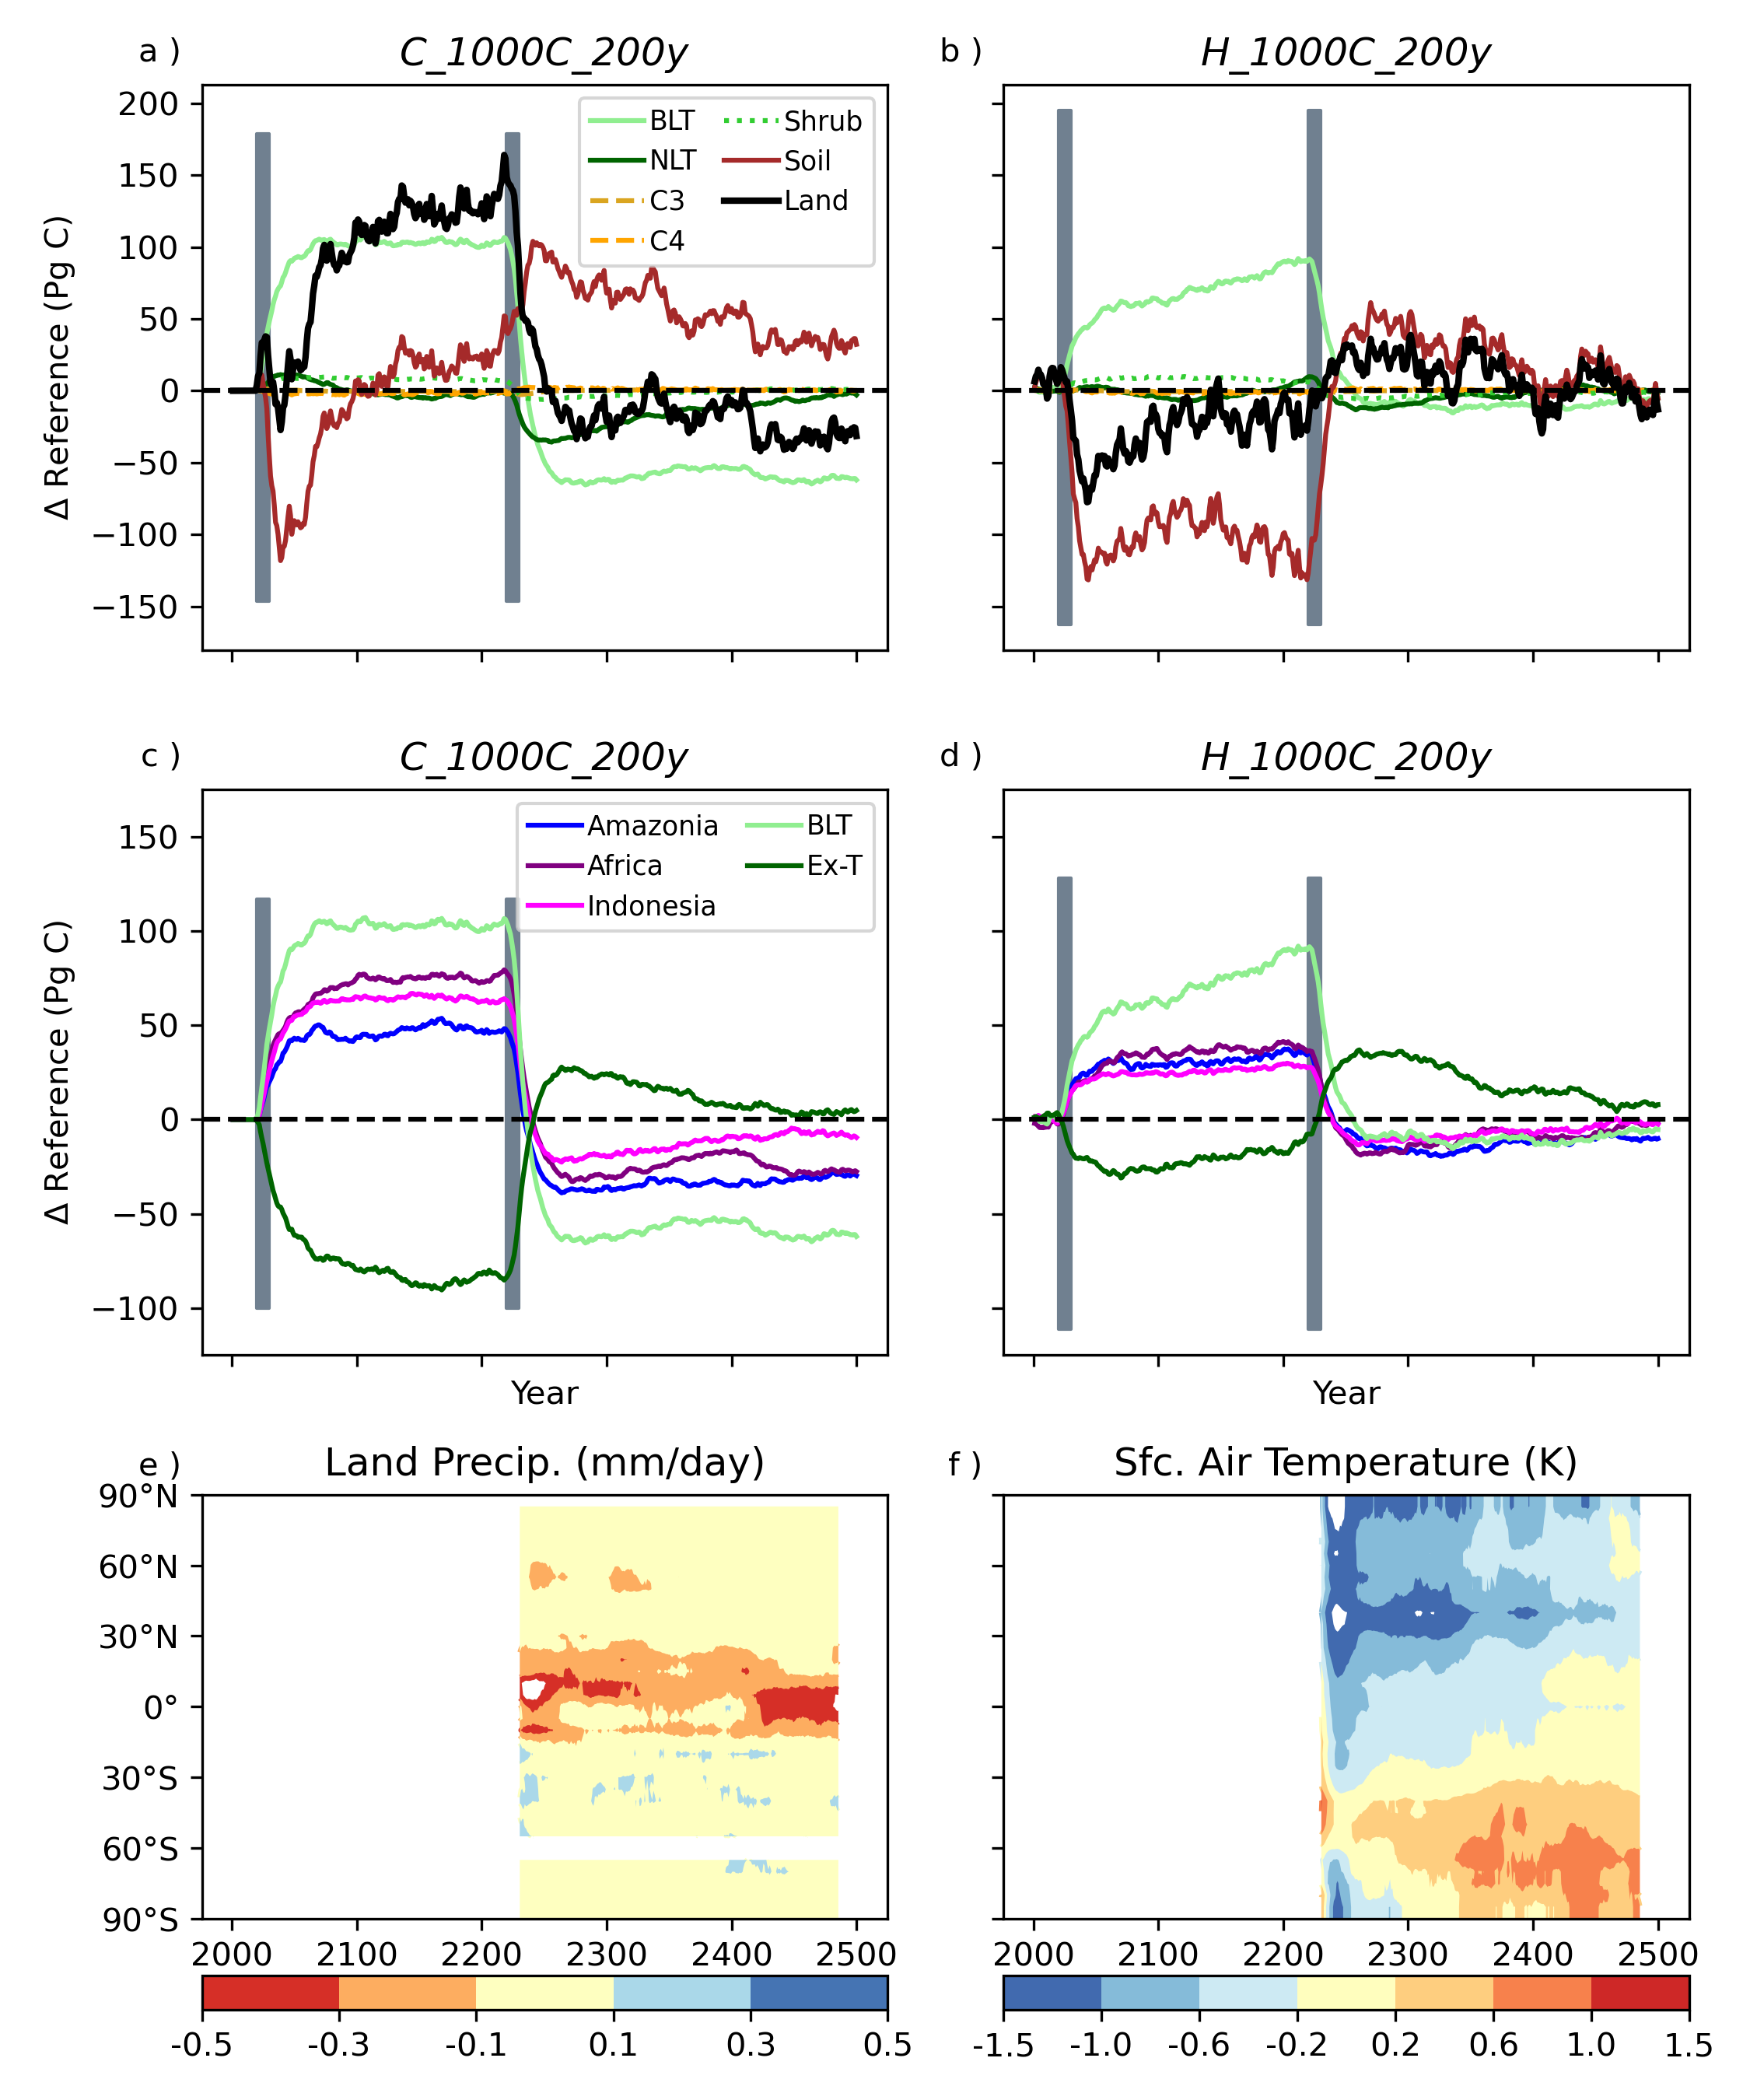 a ) C_1000C_200y
b ) H_1000C_200y
Δ Reference (Pg C)
200
150
100
50
0
−50
−100
−150
BLT
NLT
C3
C4
Shrub
Soil
Land
c ) C_1000C_200y
d ) H_1000C_200y
Δ Reference (Pg C)
150
100
50
0
−50
−100
Amazonia
Africa
Indonesia
BLT
Ex-T
Year
Year
e ) Land Precip. (mm/day)
f ) Sfc. Air Temperature (K)
90°N
60°N
30°N
0°
30°S
60°S
90°S
2000 2100 2200 2300 2400 2500
2000 2100 2200 2300 2400 2500
-0.5 -0.3 -0.1 0.1 0.3 0.5
-1.5 -1.0 -0.6 -0.2 0.2 0.6 1.0 1.5